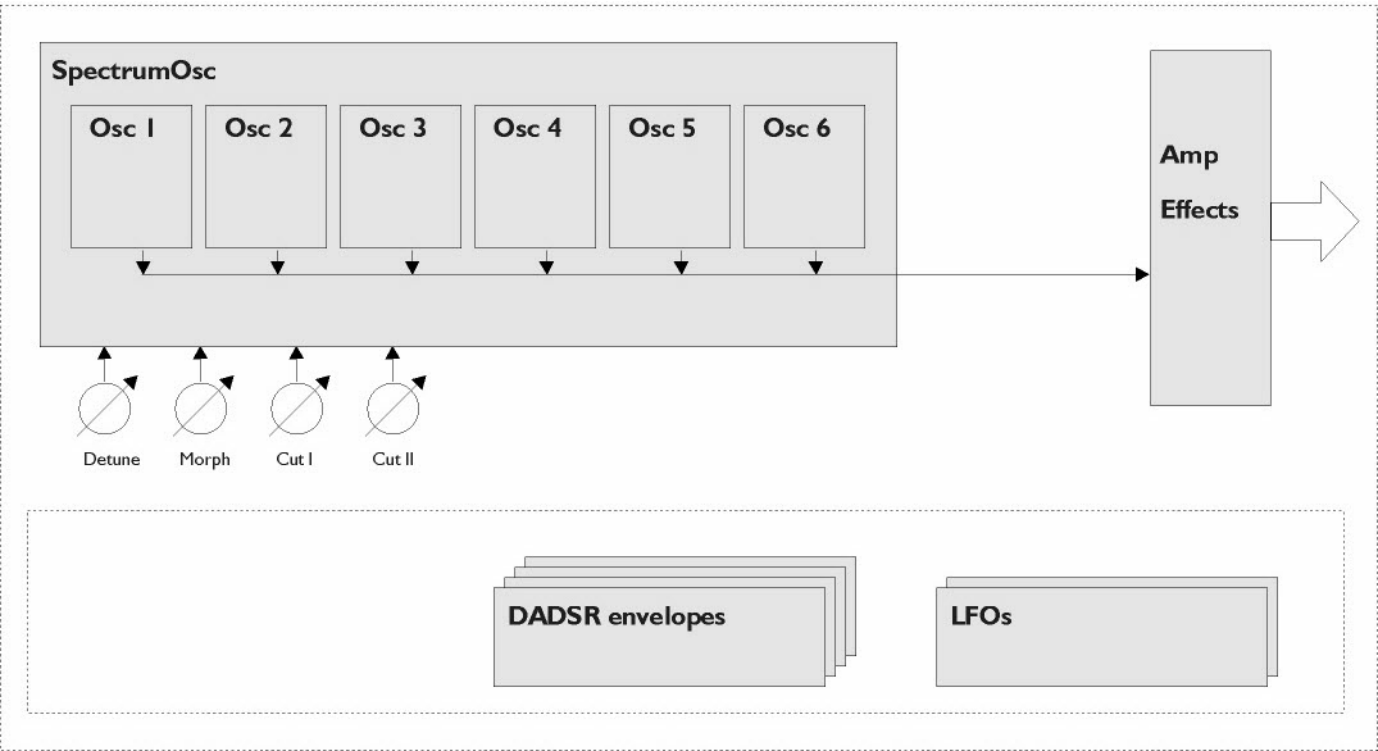 SpectrumOsc
Osc 1
Osc 2
Osc 3
Osc 4
Osc 5
Osc 6
Amp
Effects
Detune
Morph
Cut I
Cut II
DADSR envelopes
LFOs